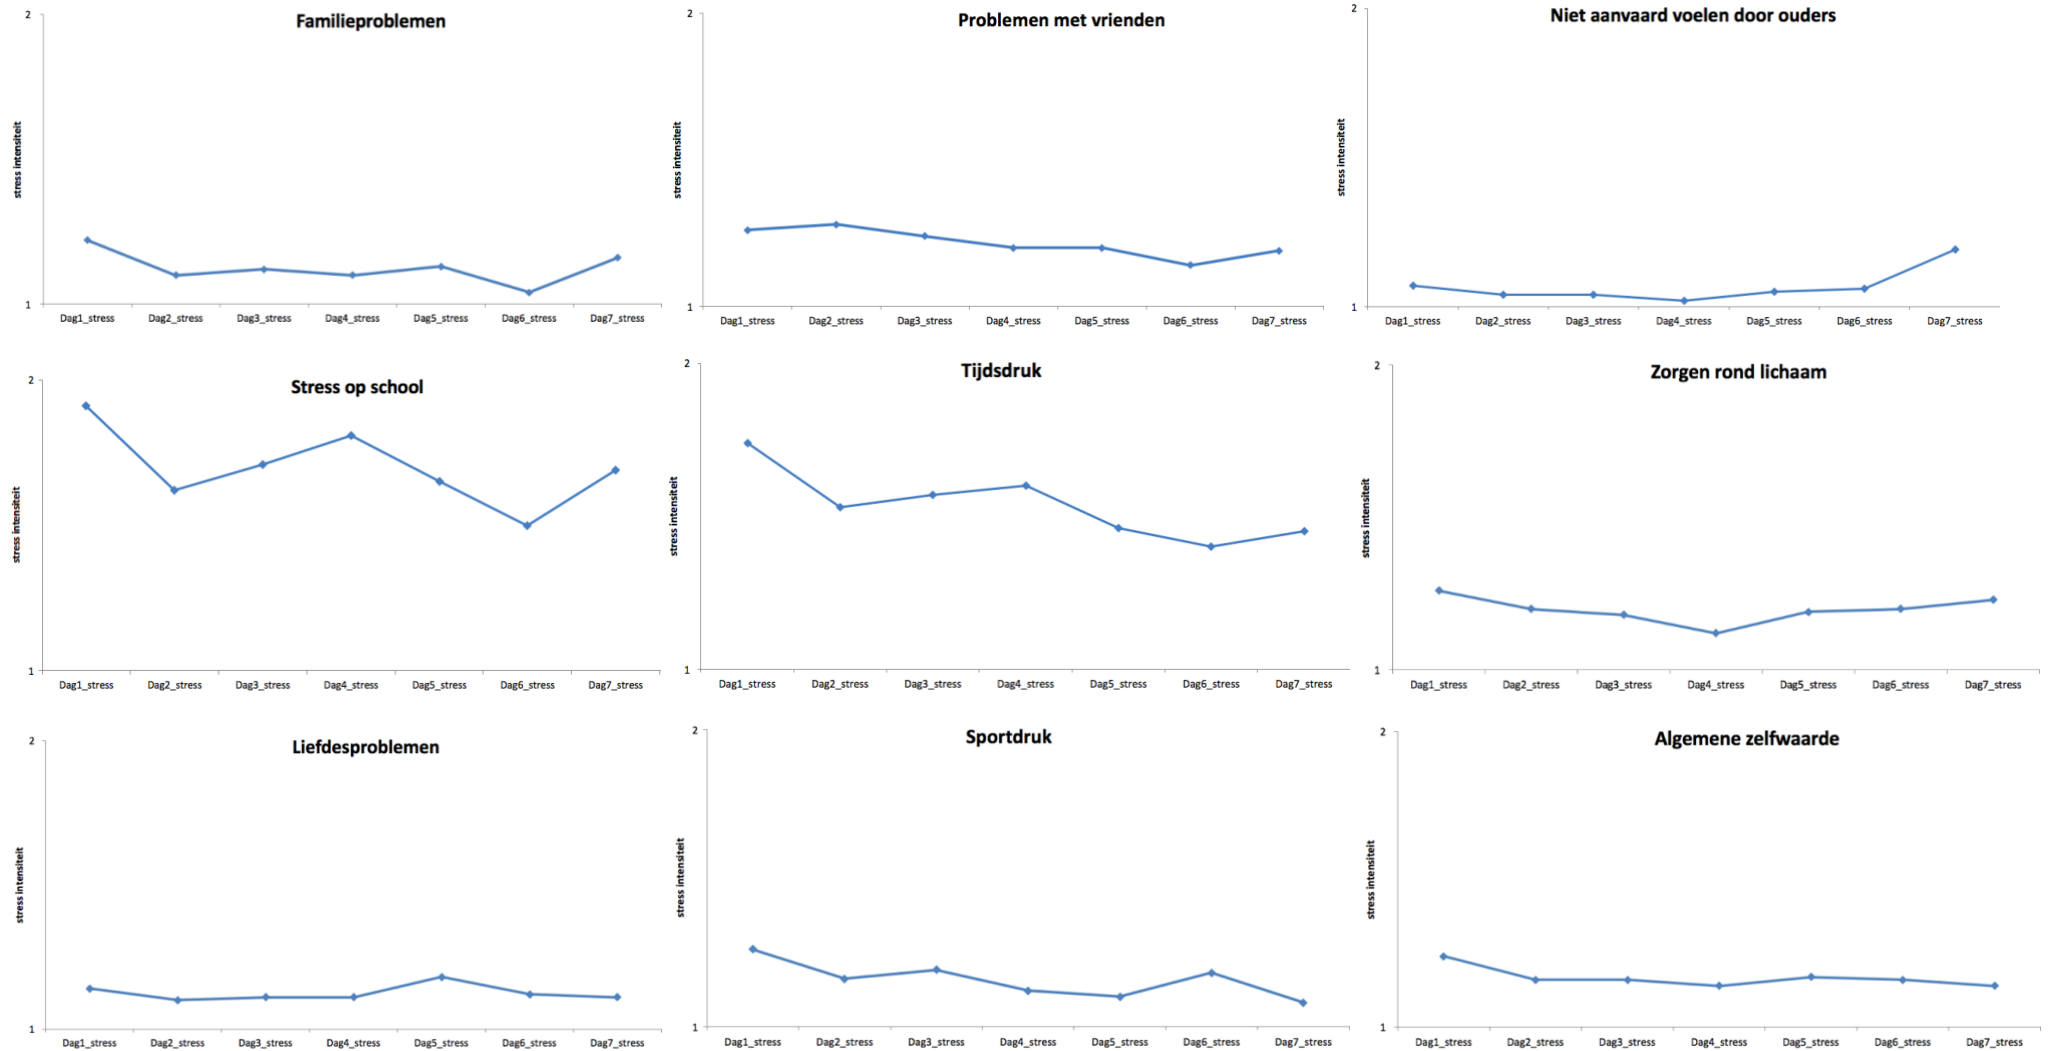 Familieproblemen
2
stress intensiteit
1
Dag1_stress Dag2_stress Dag3_stress Dag4_stress Dag5_stress Dag6_stress Dag7_stress
Problemen met vrienden
2
stress intensiteit
1
Dag1_stress Dag2_stress Dag3_stress Dag4_stress Dag5_stress Dag6_stress Dag7_stress
Niet aanvaard voelen door ouders
2
stress intensiteit
1
Dag1_stress Dag2_stress Dag3_stress Dag4_stress Dag5_stress Dag6_stress Dag7_stress
Stress op school
2
stress intensiteit
1
Dag1_stress Dag2_stress Dag3_stress Dag4_stress Dag5_stress Dag6_stress Dag7_stress
Tijdsdruk
2
stress intensiteit
1
Dag1_stress Dag2_stress Dag3_stress Dag4_stress Dag5_stress Dag6_stress Dag7_stress
Zorgen rond lichaam
2
stress intensiteit
1
Dag1_stress Dag2_stress Dag3_stress Dag4_stress Dag5_stress Dag6_stress Dag7_stress
Liefdesproblemen
2
stress intensiteit
1
Dag1_stress Dag2_stress Dag3_stress Dag4_stress Dag5_stress Dag6_stress Dag7_stress
Sportdruk
2
stress intensiteit
1
Dag1_stress Dag2_stress Dag3_stress Dag4_stress Dag5_stress Dag6_stress Dag7_stress
Algemene zelfwaarde
2
stress intensiteit
1
Dag1_stress Dag2_stress Dag3_stress Dag4_stress Dag5_stress Dag6_stress Dag7_stress